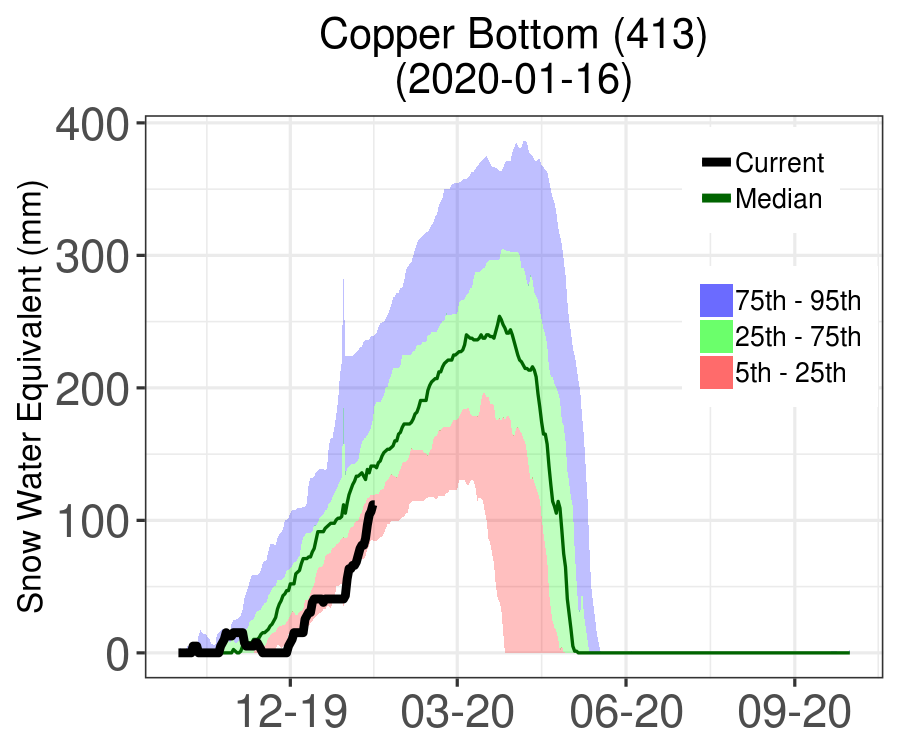 Copper Bottom (413)
(2020-01-16)
Snow Water Equivalent (mm)
400
300
200
100
0
12-19
03-20
06-20
09-20
Current
Median
75th - 95th
25th - 75th
5th - 25th